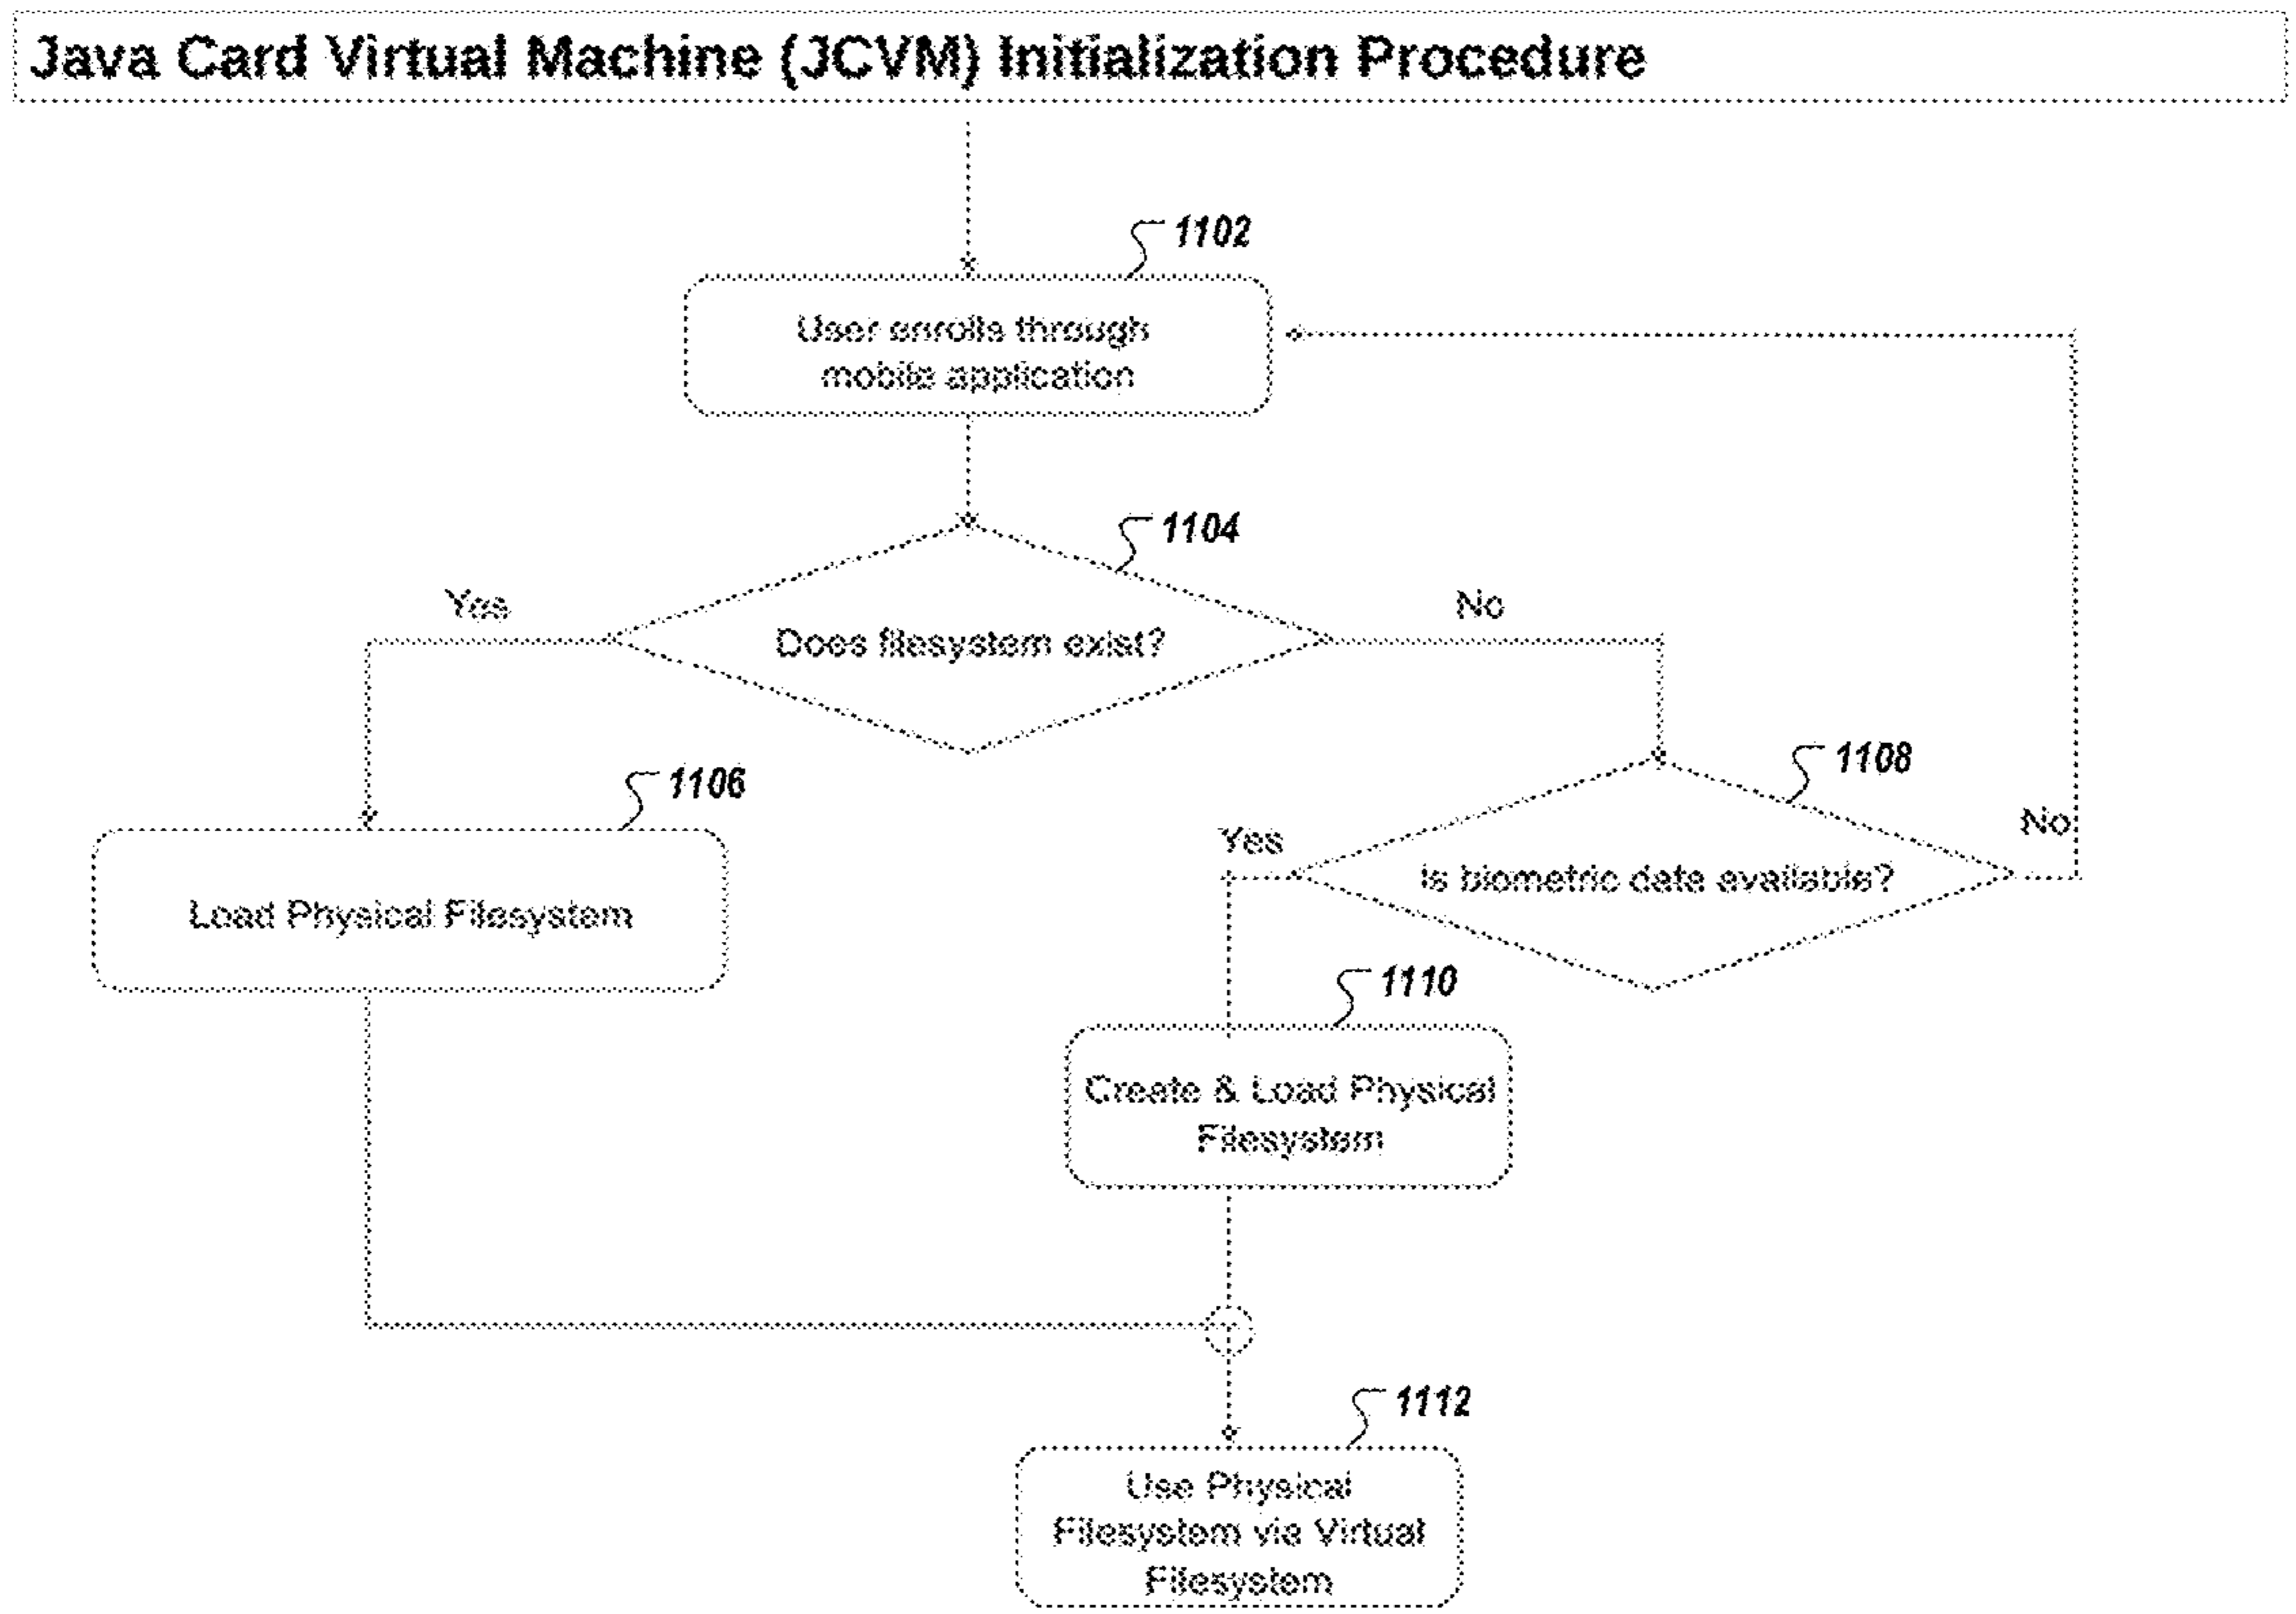 Java Card Virtual Machine (JCVM) Initialization Procedure
1102
User enrolls through
mobile application
1104
Yes
No
Does filesystem exist?
1106
1108
Load Physical Filesystem
Yes
No
Is biometric data available?
1110
Create & Load Physical
Filesystem
1112
Use Physical
Filesystem via Virtual
Filesystem